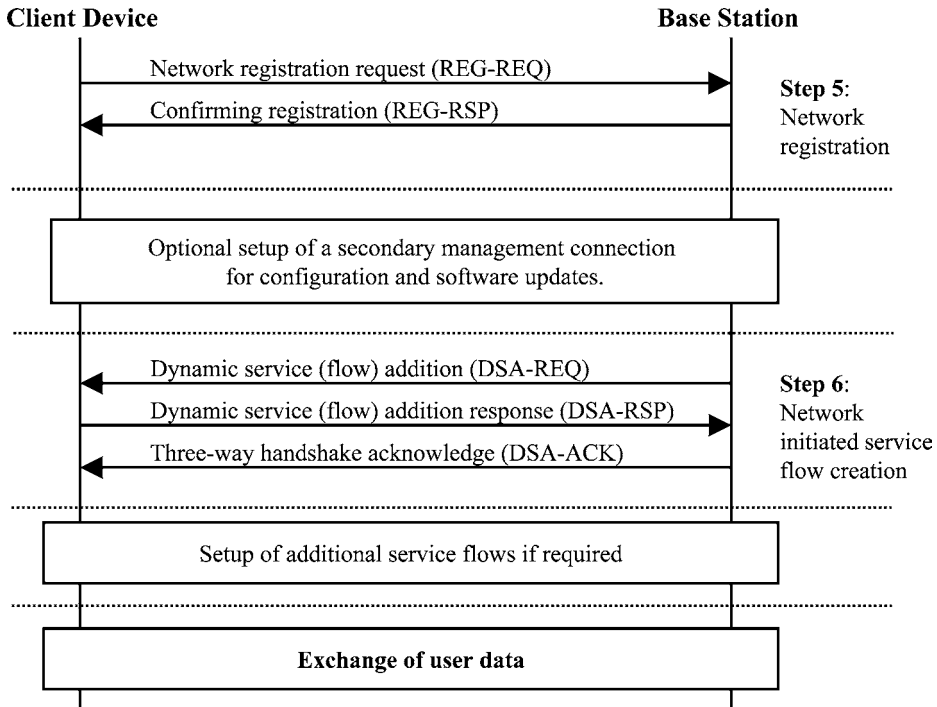 Client Device
Base Station
Network registration request (REG-REQ)
Confirming registration (REG-RSP)
Step 5:
Network
registration
Optional setup of a secondary management connection
for configuration and software updates.
Dynamic service (flow) addition (DSA-REQ)
Dynamic service (flow) addition response (DSA-RSP)
Three-way handshake acknowledge (DSA-ACK)
Step 6:
Network
initiated service
flow creation
Setup of additional service flows if required
Exchange of user data